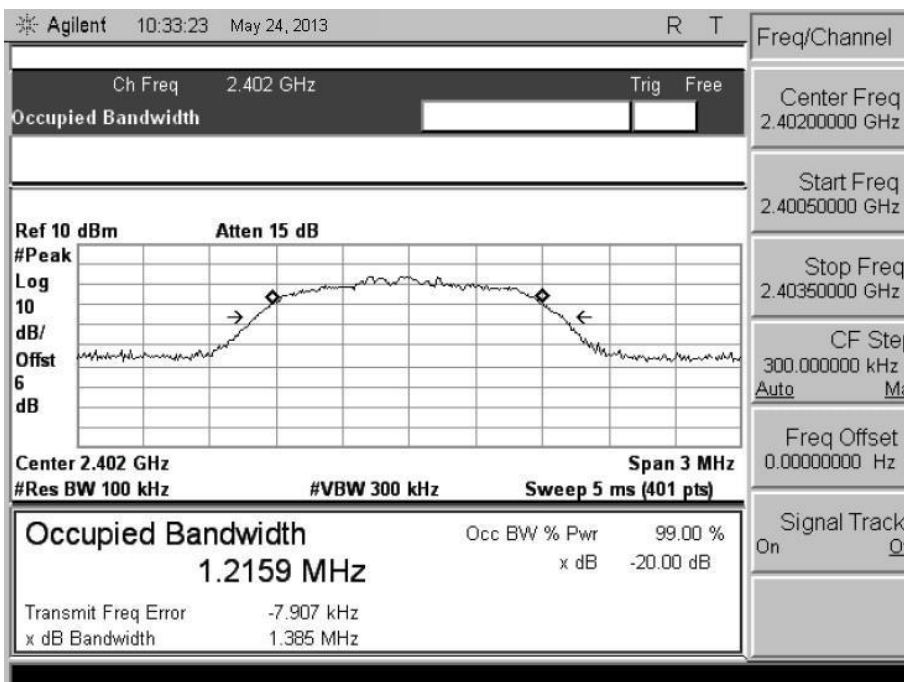 Agilent 10:33:23 May 24, 2013 R T
Ch Freq 2.402 GHz Trig Free
Occupied Bandwidth
Ref 10 dBm Atten 15 dB
#Peak
Log
10
dB/
Offst
6
dB
Center 2.402 GHz Span 3 MHz
#Res BW 100 kHz #VBW 300 kHz Sweep 5 ms (401 pts)
Occupied Bandwidth
1.2159 MHz
Occ BW % Pwr 99.00 %
x dB -20.00 dB
Transmit Freq Error -7.907 kHz
x dB Bandwidth 1.385 MHz
Freq/Channel
Center Freq
2.40200000 GHz
Start Freq
2.40050000 GHz
Stop Freq
2.40350000 GHz
CF Step
300.000000 kHz
Auto Ma
Freq Offset
0.00000000 Hz
Signal Track
On